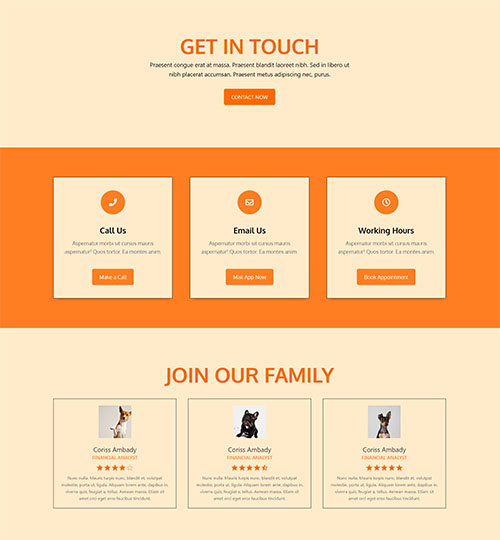 GET IN TOUCH
Praesent congue erat at massa. Praesent blandit laoreet nibh. Sed in libero ut
nibh placerat accumsan. Praesent metus adipiscing nec, purus.
CONTACT NOW
Call Us
Aspernatur morbi sit cursus mauris
aspernatur? Quos tortor. Ea montes anim.
Make a Call
Email Us
Aspernatur morbi sit cursus mauris
aspernatur? Quos tortor. Ea montes anim.
Mail App Now
Working Hours
Aspernatur morbi sit cursus mauris
aspernatur? Quos tortor. Ea montes anim.
Book Appointment
JOIN OUR FAMILY
Coriss Ambady
FINANCIAL ANALYST
Nunc nulla. Mauris turpis nunc, blandit et, volutpat
molestie, porta ut, ligula. Aliquam lorem ante, dapibus in,
viverra quis, feugiat a, tellus. Aenean massa. Etiam sit
amet orci eget eros faucibus tincidunt.
Coriss Ambady
FINANCIAL ANALYST
Nunc nulla. Mauris turpis nunc, blandit et, volutpat
molestie, porta ut, ligula. Aliquam lorem ante, dapibus in,
viverra quis, feugiat a, tellus. Aenean massa. Etiam sit
amet orci eget eros faucibus tincidunt.
Coriss Ambady
FINANCIAL ANALYST
Nunc nulla. Mauris turpis nunc, blandit et, volutpat
molestie, porta ut, ligula. Aliquam lorem ante, dapibus in,
viverra quis, feugiat a, tellus. Aenean massa. Etiam sit
amet orci eget eros faucibus tincidunt.